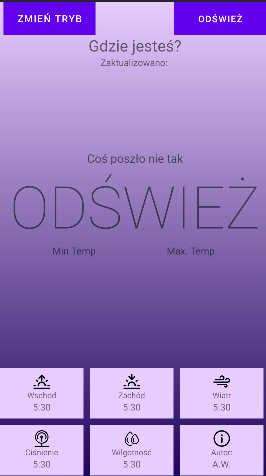 ZMIEŃ TRYB ODŚWIEŻ
Gdzie jesteś?
Zaktualizowano:
Coś poszło nie tak
ODŚWIEŻ
Min.Temp Max. Temp
Wschod Zachód Wiatr
5:30 5:30 5:30
Ciśnienie Wilgotność Autor:
5:30 5:30 A.W.